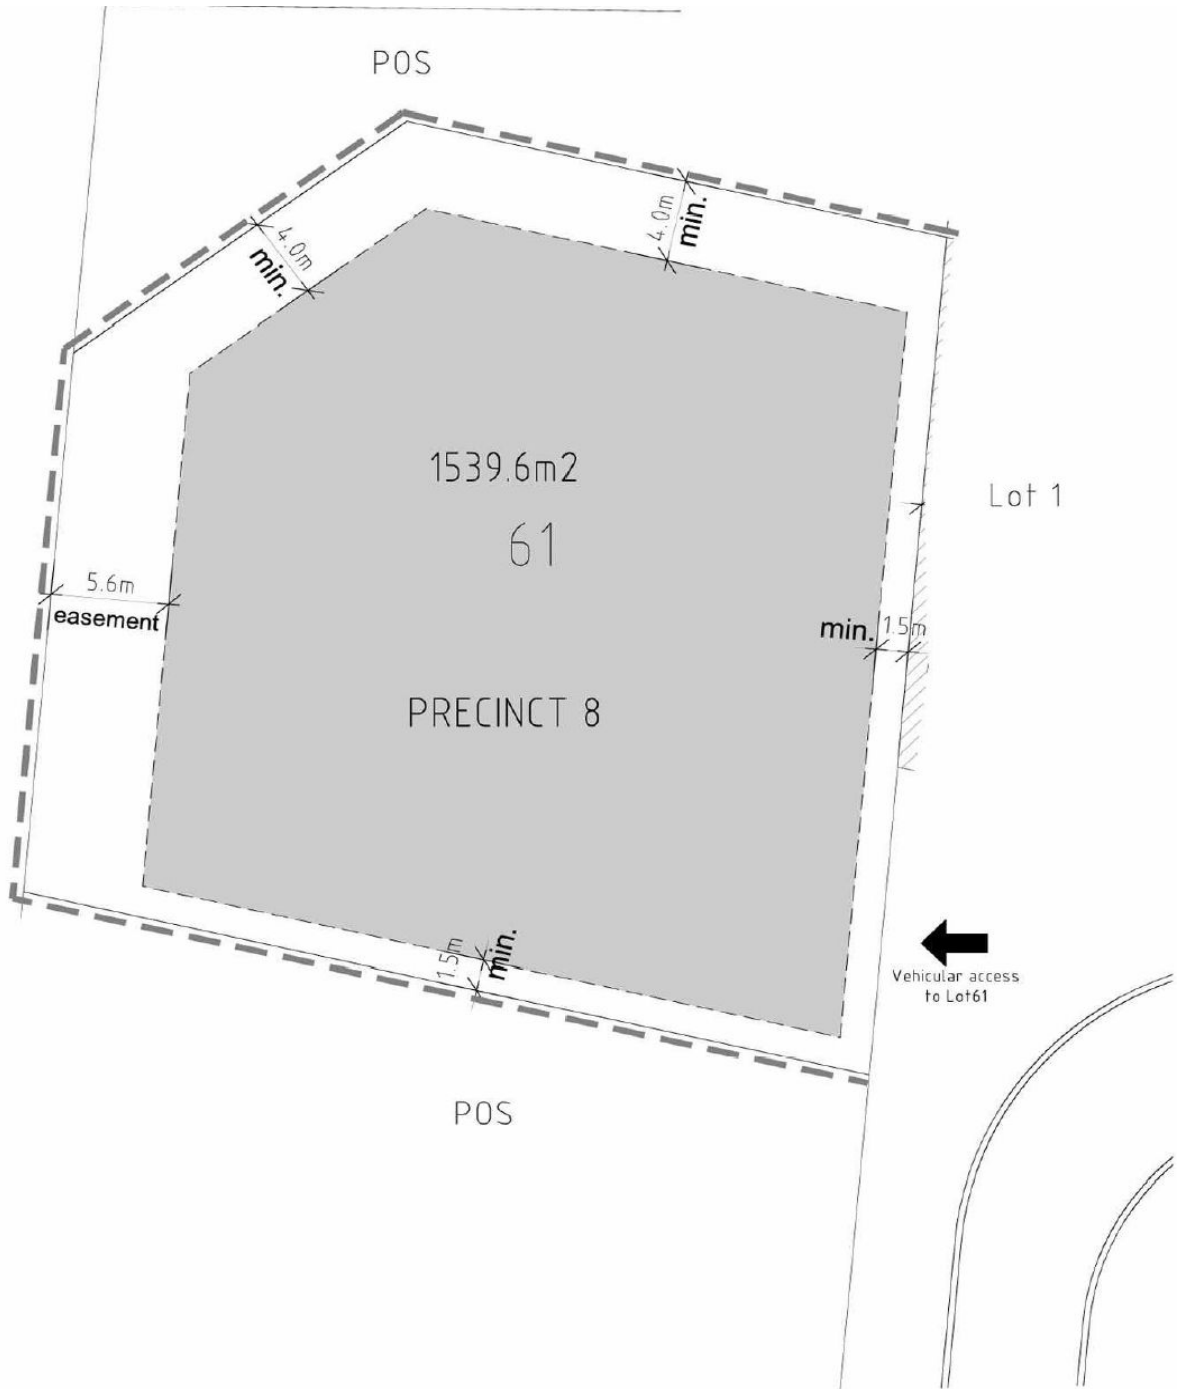 POS
4.0m
min.
4.0m
min.
1539.6m2
Lot 1
61
5.6m
easement
min. 1.5m
PRECINCT 8
1.5m
min.
Vehicular access
to Lot61
POS